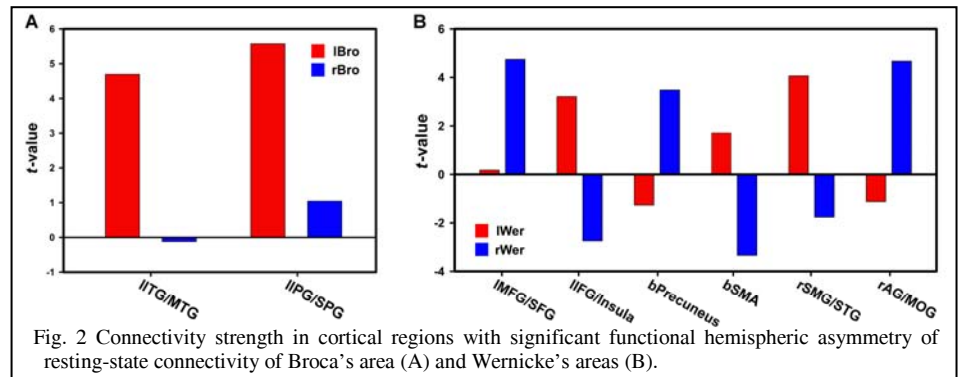 A
6
5
4
3
2
1
0
-1
t-value
lBro
rBro
lITG/MTG
lIPG/SPG
B
6
4
2
0
-2
-4
t-value
lWer
rWer
lMFG/SFG
lIFG/Insula
bPrecuneus
bSMA
rSMG/STG
rAG/MOG
Fig. 2 Connectivity strength in cortical regions with significant functional hemispheric asymmetry of
resting-state connectivity of Broca's area (A) and Wernicke's areas (B).